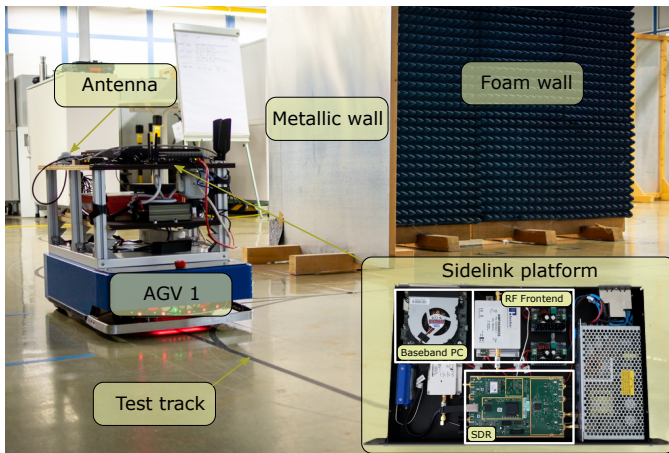 Antenna
Metallic wall
Foam wall
AGV 1
Test track
Sidelink platform
RF Frontend
Baseband PC
SDR